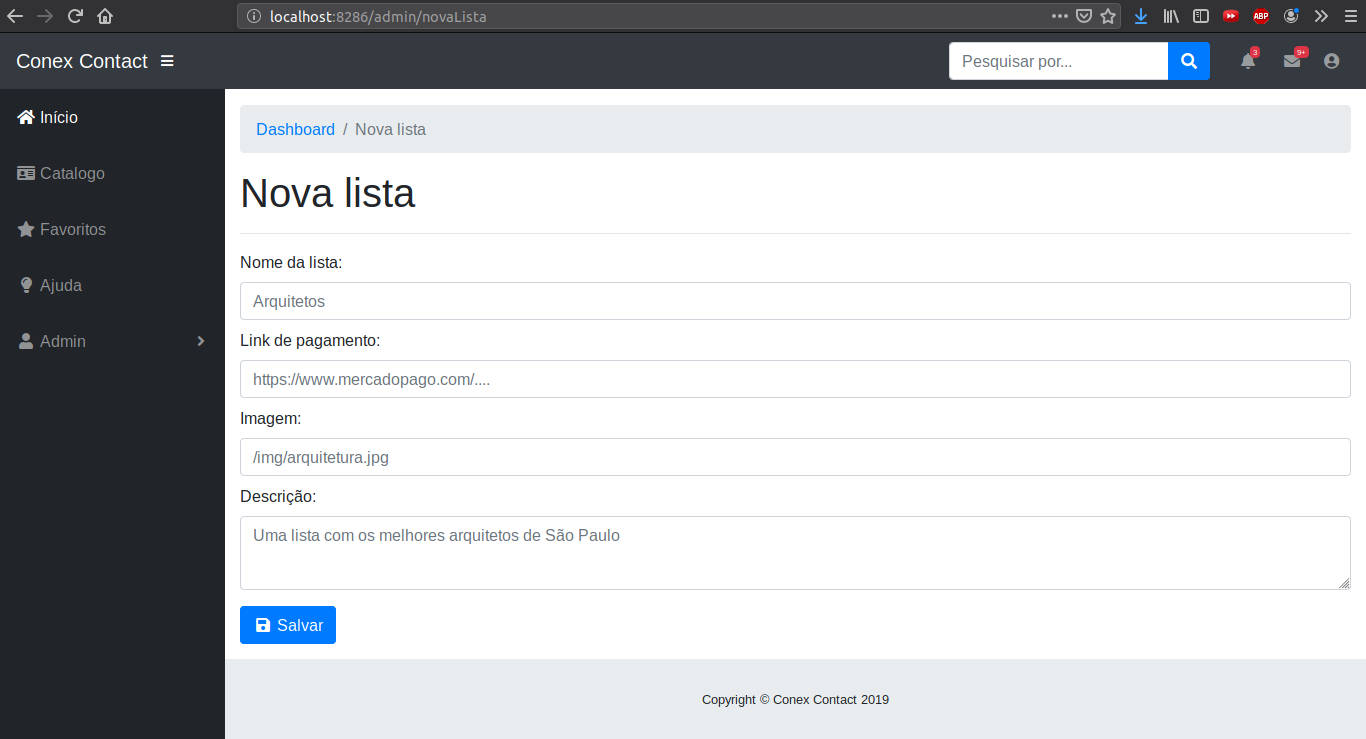 localhost:8286/admin/novaLista
ABP
Conex Contact
Pesquisar por...
3
9+
Início
Dashboard / Nova lista
Catalogo
Nova lista
Favoritos
Nome da lista:
Ajuda
Arquitetos
Link de pagamento:
Admin
https://www.mercadopago.com/....
Imagem:
/img/arquitetura.jpg
Descrição:
Uma lista com os melhores arquitetos de São Paulo
Salvar
Copyright © Conex Contact 2019